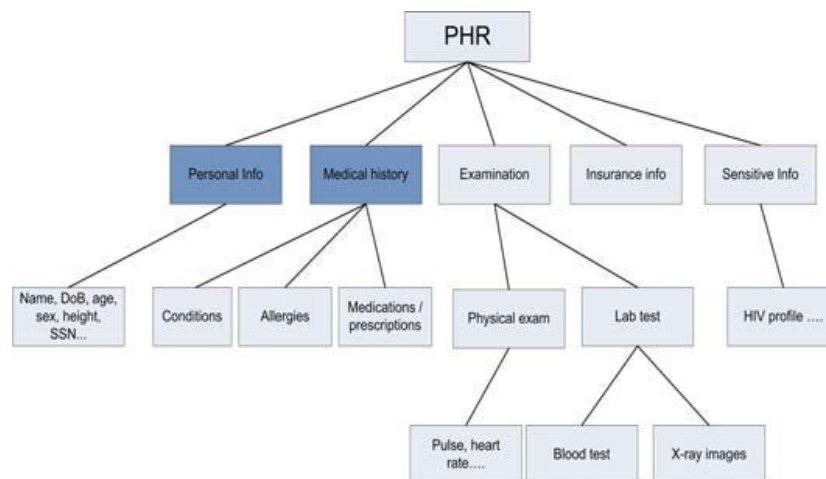 PHR
Personal Info
Medical history
Examination
Insurance info
Sensitive Info
Name, DoB, age,
sex, height,
SSN...
Conditions
Allergies
Medications /
prescriptions
Physical exam
Lab test
HIV profile ....
Pulse, heart
rate....
Blood test
X-ray images